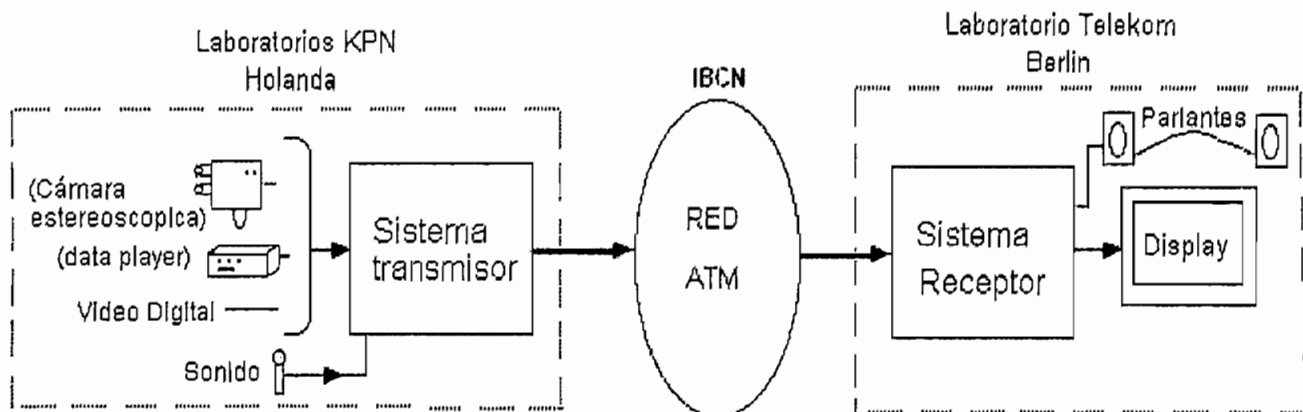 Laboratorios KPN
Holanda
(Cámara
estereoscopica)
(data player)
Video Digital
Sonido
Sistema
transmisor
IBCN
RED
ATM
Laboratorio Telekom
Berlin
Sistema
Receptor
Parlantes
Display